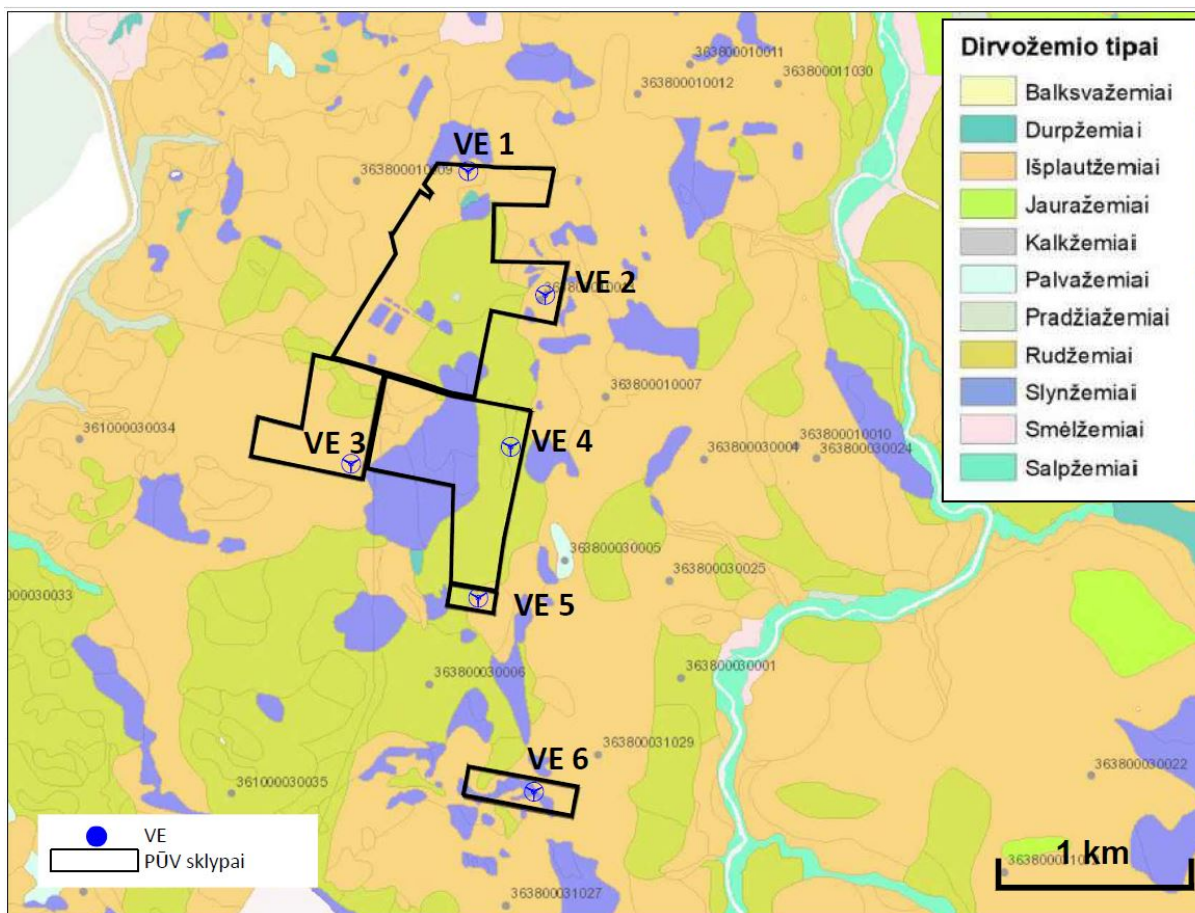 Dirvožemio tipai
Balksvažemiai
Durpžemiai
Išplautžemiai
Jauražemiai
Kalkžemiai
Palvažemiai
Pradžiažemiai
Rudžemiai
Slynžemiai
Smėlžemiai
Salpžemiai
363800010011
363800011030
363800010012
VE 1
VE 2
363800010007
361000030034
VE 3
VE 4
363800010010
363800030004
363800030024
363800030005
363800030025
000030033
VE 5
363800030001
363800030006
363800031029
VE 6
363800030022
361000030035
VE
PŪV sklypai
1 km
363800031027